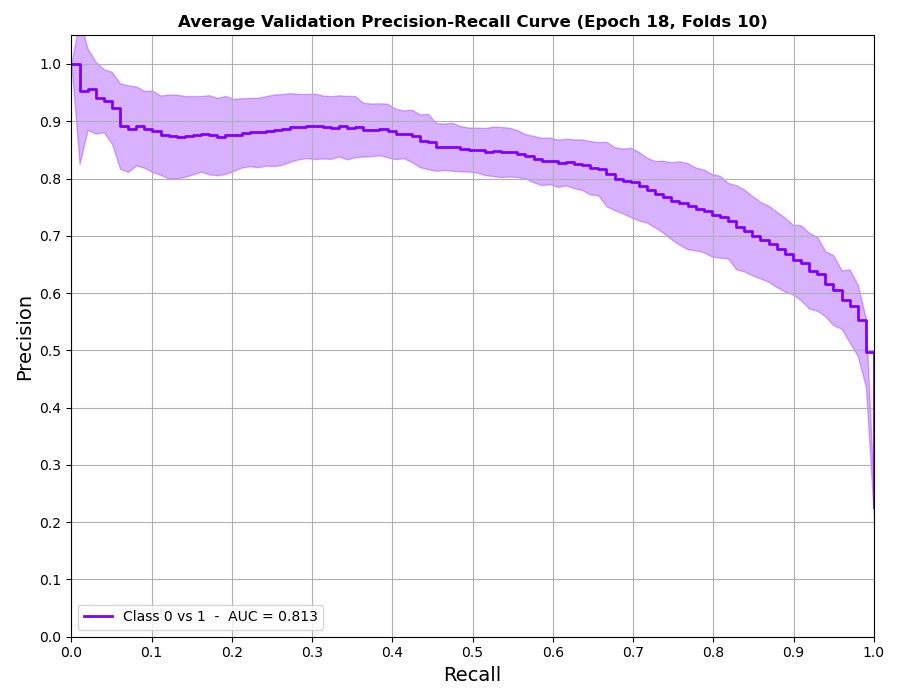 Average Validation Precision-Recall Curve (Epoch 18, Folds 10)
1.0
0.9
0.8
0.7
0.6
0.5
0.4
0.3
0.2
0.1
0.0
Precision
Class 0 vs 1 - AUC = 0.813
0.0 0.1 0.2 0.3 0.4 0.5 0.6 0.7 0.8 0.9 1.0
Recall